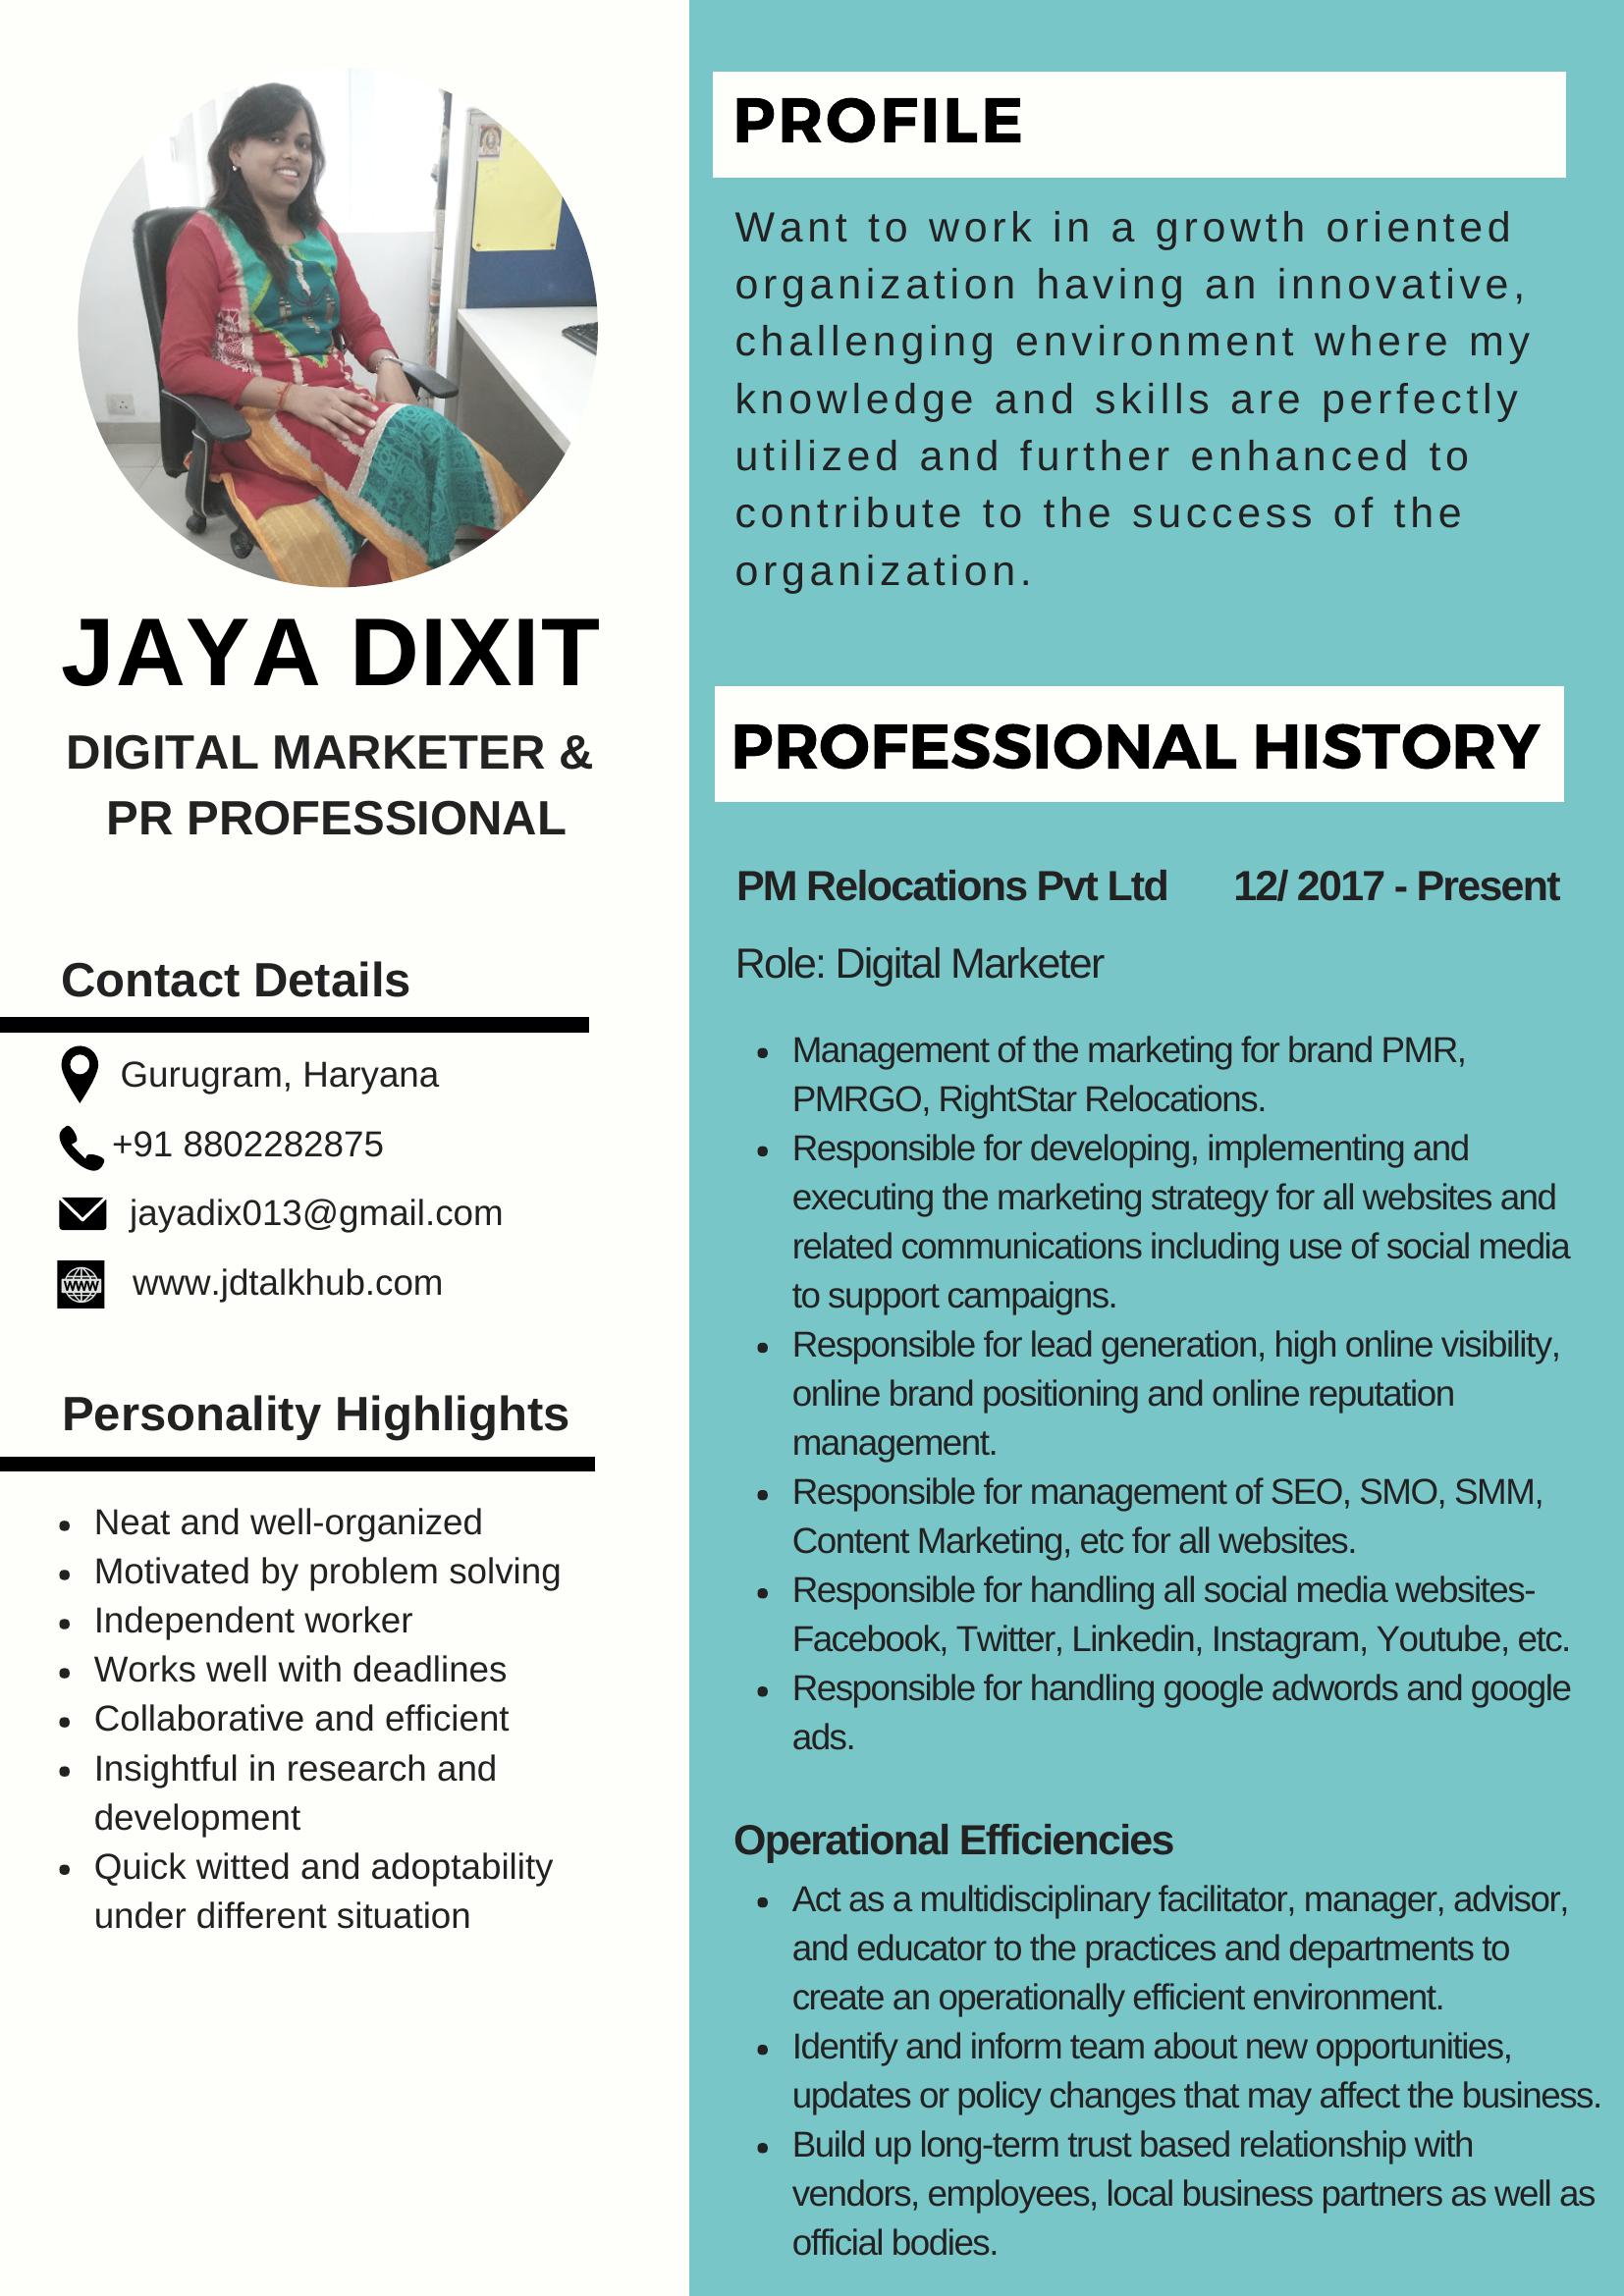 JAYA DIXIT
DIGITAL MARKETER &
PR PROFESSIONAL
Contact Details
Gurugram, Haryana
+91 8802282875
jayadix013@gmail.com
WWW
www.jdtalkhub.com
Personality Highlights
Neat and well-organized
Motivated by problem solving
Independent worker
Works well with deadlines
Collaborative and efficient
Insightful in research and
development
Quick witted and adoptability
under different situation
PROFILE
Want to work in a growth oriented
organization having an innovative,
challenging environment where my
knowledge and skills are perfectly
utilized and further enhanced to
contribute to the success of the
organization.
PROFESSIONAL HISTORY
PM Relocations Pvt Ltd 12/ 2017 - Present
Role: Digital Marketer
Management of the marketing for brand PMR,
PMRGO, RightStar Relocations.
Responsible for developing, implementing and
executing the marketing strategy for all websites and
related communications including use of social media
to support campaigns.
Responsible for lead generation, high online visibility,
online brand positioning and online reputation
management.
Responsible for management of SEO, SMO, SMM,
Content Marketing, etc for all websites.
Responsible for handling all social media websites-
Facebook, Twitter, Linkedin, Instagram, Youtube, etc.
Responsible for handling google adwords and google
ads.
Operational Efficiencies
Act as a multidisciplinary facilitator, manager, advisor,
and educator to the practices and departments to
create an operationally efficient environment.
Identify and inform team about new opportunities,
updates or policy changes that may affect the business.
Build up long-term trust based relationship with
vendors, employees, local business partners as well as
official bodies.